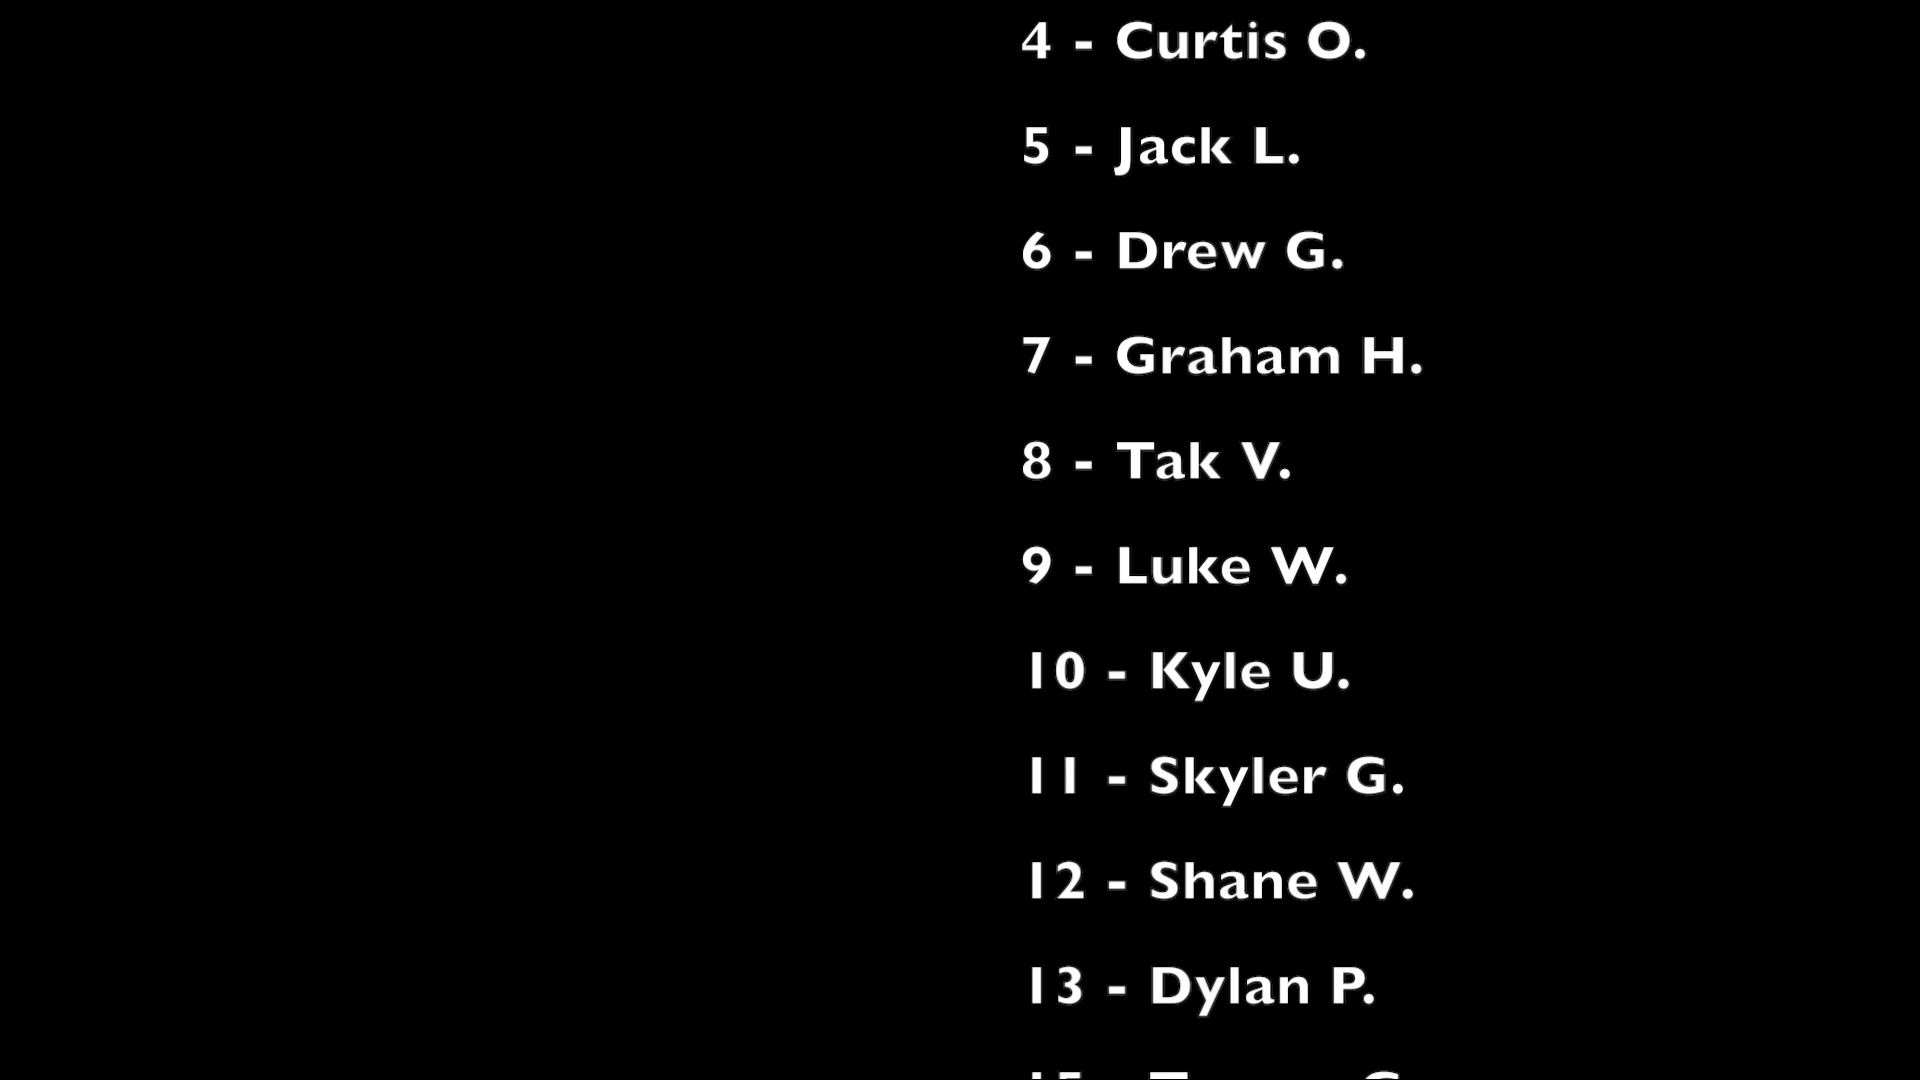 4 - Curtis O.
5 - Jack L.
6 - Drew G.
7 - Graham H.
8 - Tak V.
9 - Luke W.
10 - Kyle U.
11 - Skyler G.
12 - Shane W.
13 - Dylan P.